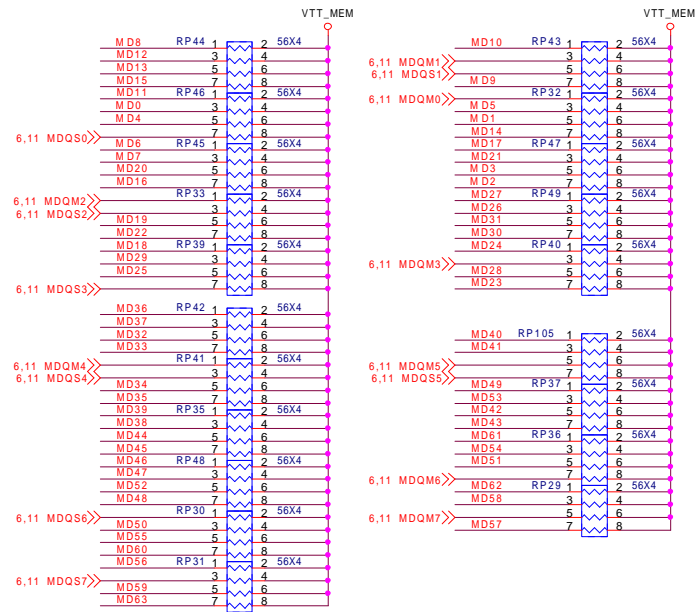 VTT_MEM
MD8 RP44 1 2 56X4
MD12 3 4
MD13 5 6
MD15 7 8
MD11 RP46 1 2 56X4
MD0 3 4
MD4 5 6
6,11 MDQS0 7 8
MD6 RP45 1 2 56X4
MD7 3 4
MD20 5 6
MD16 7 8
6,11 MDQM2 RP33 1 2 56X4
6,11 MDQS2 3 4
MD19 5 6
MD22 7 8
MD18 RP39 1 2 56X4
MD29 3 4
MD25 5 6
6,11 MDQS3 7 8
MD36 RP42 1 2 56X4
MD37 3 4
MD32 5 6
MD33 7 8
6,11 MDQM4 RP41 1 2 56X4
6,11 MDQS4 3 4
MD34 5 6
MD35 7 8
MD39 RP35 1 2 56X4
MD38 3 4
MD44 5 6
MD45 7 8
MD46 RP48 1 2 56X4
MD47 3 4
MD52 5 6
MD48 7 8
6,11 MDQS6 RP30 1 2 56X4
MD50 3 4
MD55 5 6
MD60 7 8
MD56 RP31 1 2 56X4
6,11 MDQS7 3 4
MD59 5 6
MD63 7 8
VTT_MEM
MD10 RP43 1 2 56X4
6,11 MDQM1 3 4
6,11 MDQS1 5 6
MD9 7 8
6,11 MDQM0 RP32 1 2 56X4
MD5 3 4
MD1 5 6
MD14 7 8
MD17 RP47 1 2 56X4
MD21 3 4
MD3 5 6
MD2 7 8
MD27 RP49 1 2 56X4
MD26 3 4
MD31 5 6
MD30 7 8
MD24 RP40 1 2 56X4
6,11 MDQM3 3 4
MD28 5 6
MD23 7 8
MD40 RP105 1 2 56X4
MD41 3 4
6,11 MDQM5 5 6
6,11 MDQS5 7 8
MD49 RP37 1 2 56X4
MD53 3 4
MD42 5 6
MD43 7 8
MD61 RP36 1 2 56X4
MD54 3 4
MD51 5 6
6,11 MDQM6 7 8
MD62 RP29 1 2 56X4
MD58 3 4
6,11 MDQM7 5 6
MD57 7 8